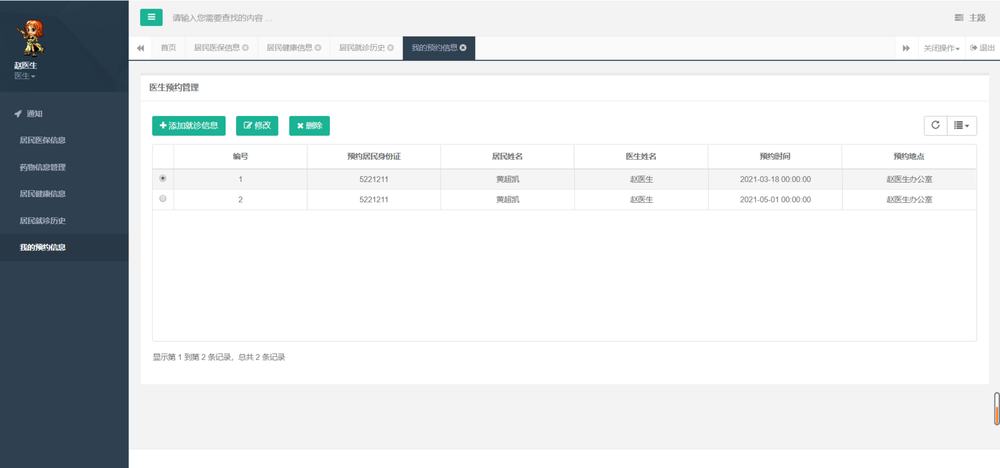 请输入您需要查找的内容 ...
主题
首页 居民医保信息 居民健康信息 居民就诊历史 我的预约信息 关闭操作 退出
赵医生
医生
通知
居民医保信息
药物信息管理
居民健康信息
居民就诊历史
我的预约信息
医生预约管理
添加就诊信息 修改 删除
编号 预约居民身份证 居民姓名 医生姓名 预约时间 预约地点
1 5221211 黄超凯 赵医生 2021-03-18 00:00:00 赵医生办公室
2 5221211 黄超凯 赵医生 2021-05-01 00:00:00 赵医生办公室
显示第 1 到第 2 条记录，总共 2 条记录